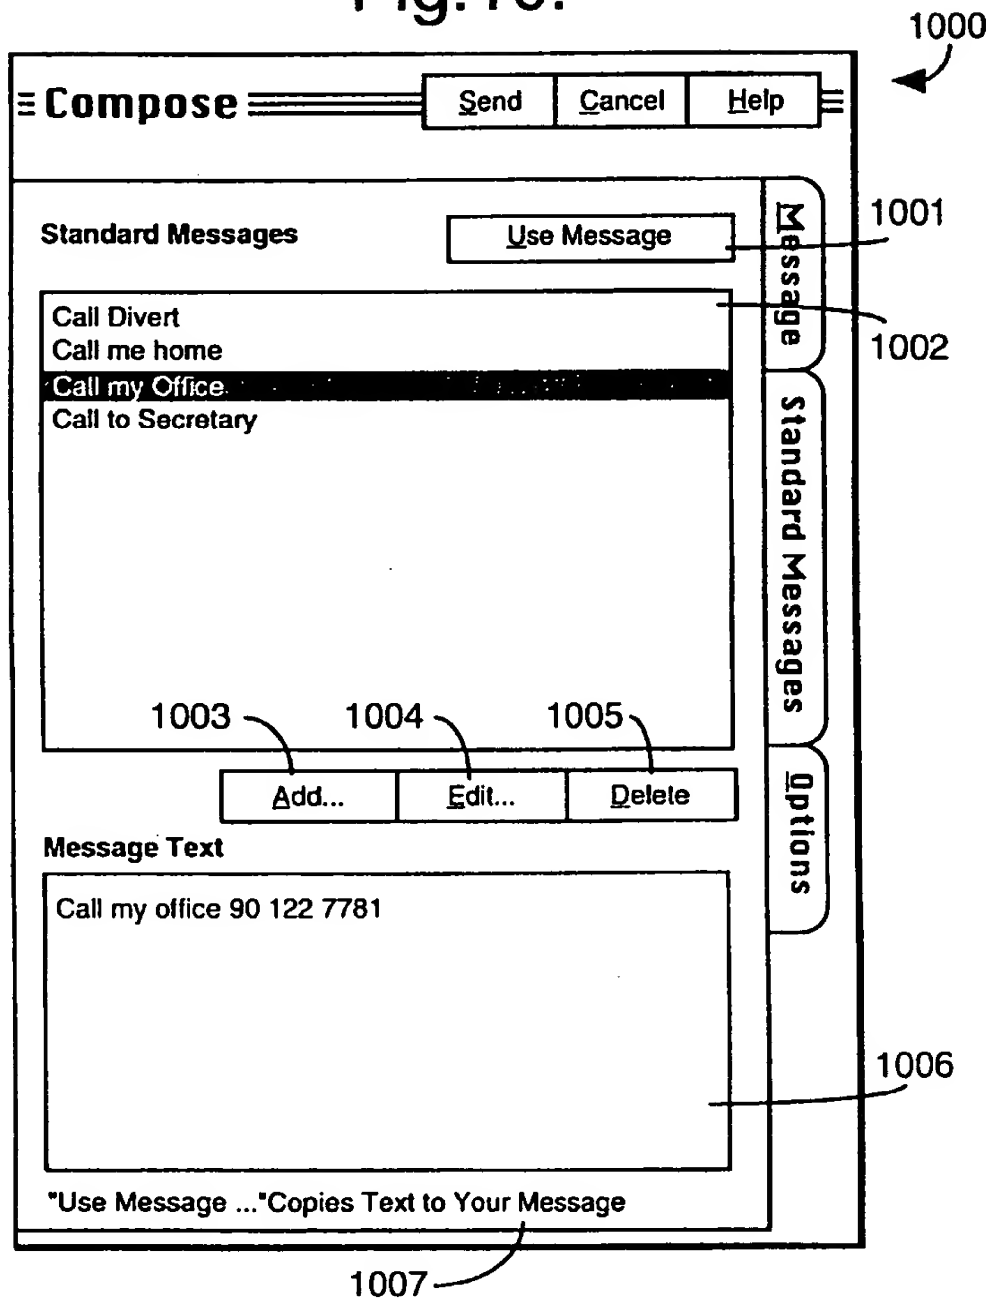 Fig.10.
1000
Compose Send Cancel Help
Standard Messages Use Message
1001
Call Divert
Call me home
1002
Call my Office
Call to Secretary
Message
Standard Messages
Options
1003 1004 1005
Add... Edit... Delete
Message Text
Call my office 90 122 7781
1006
"Use Message ..."Copies Text to Your Message
1007